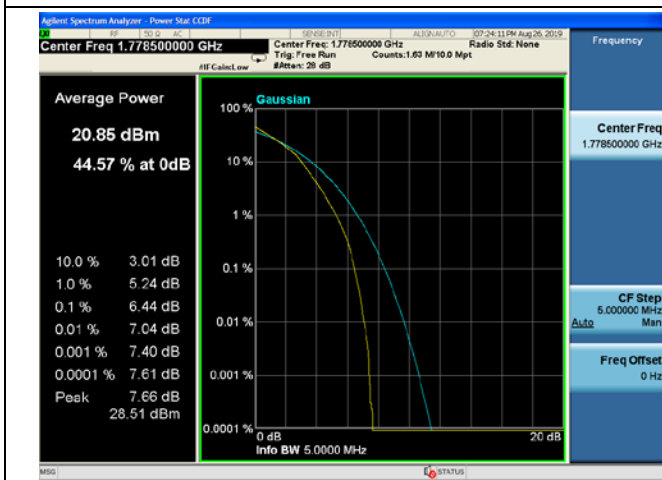 Agilent Spectrum Analyzer - Power Stat CCDF
RF 50 Ω AC SENSE:INT ALIGNAUTO 07:24:11 PM Aug 26, 2019
Center Freq 1.778500000 GHz
Center Freq: 1.778500000 GHz Radio Std: None
Trig: Free Run Counts:1.63 M/10.0 Mpt
#IFGain:Low #Atten: 28 dB
Frequency
Average Power
20.85 dBm
44.57 % at 0dB
10.0 % 3.01 dB
1.0 % 5.24 dB
0.1 % 6.44 dB
0.01 % 7.04 dB
0.001 % 7.40 dB
0.0001 % 7.61 dB
Peak 7.66 dB
28.51 dBm
Gaussian
100 %
10 %
1 %
0.1 %
0.01 %
0.001 %
0.0001 %
0 dB 20 dB
Info BW 5.0000 MHz
Center Freq
1.778500000 GHz
CF Step
5.000000 MHz
Auto Man
Freq Offset
0 Hz
MSG STATUS